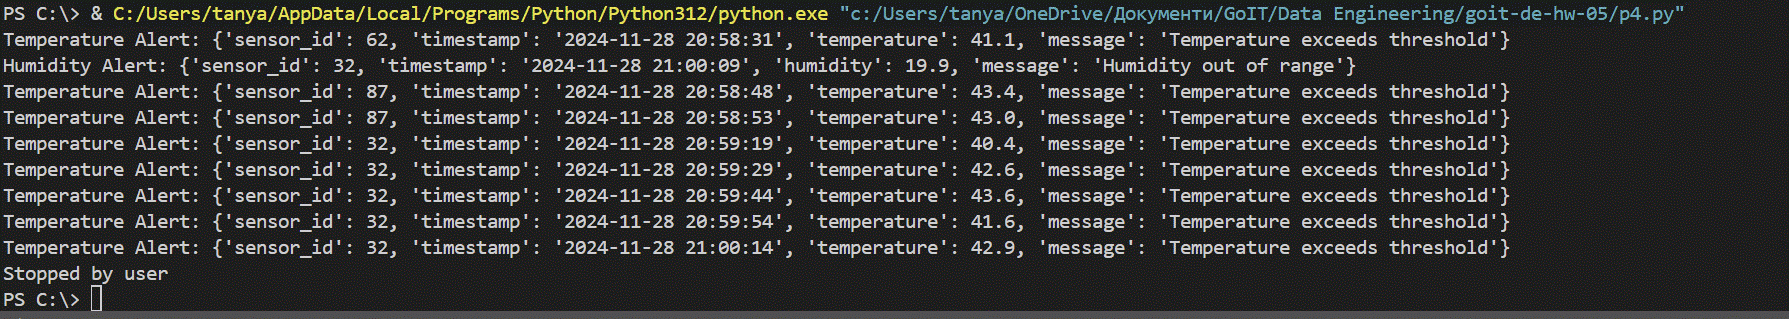 PS C:\> & C:/Users/tanya/AppData/Local/Programs/Python/Python312/python.exe "c:/Users/tanya/OneDrive/Документи/GoIT/Data Engineering/goit-de-hw-05/p4.py"
Temperature Alert: {'sensor_id': 62, 'timestamp': '2024-11-28 20:58:31', 'temperature': 41.1, 'message': 'Temperature exceeds threshold'}
Humidity Alert: {'sensor_id': 32, 'timestamp': '2024-11-28 21:00:09', 'humidity': 19.9, 'message': 'Humidity out of range'}
Temperature Alert: {'sensor_id': 87, 'timestamp': '2024-11-28 20:58:48', 'temperature': 43.4, 'message': 'Temperature exceeds threshold'}
Temperature Alert: {'sensor_id': 87, 'timestamp': '2024-11-28 20:58:53', 'temperature': 43.0, 'message': 'Temperature exceeds threshold'}
Temperature Alert: {'sensor_id': 32, 'timestamp': '2024-11-28 20:59:19', 'temperature': 40.4, 'message': 'Temperature exceeds threshold'}
Temperature Alert: {'sensor_id': 32, 'timestamp': '2024-11-28 20:59:29', 'temperature': 42.6, 'message': 'Temperature exceeds threshold'}
Temperature Alert: {'sensor_id': 32, 'timestamp': '2024-11-28 20:59:44', 'temperature': 43.6, 'message': 'Temperature exceeds threshold'}
Temperature Alert: {'sensor_id': 32, 'timestamp': '2024-11-28 20:59:54', 'temperature': 41.6, 'message': 'Temperature exceeds threshold'}
Temperature Alert: {'sensor_id': 32, 'timestamp': '2024-11-28 21:00:14', 'temperature': 42.9, 'message': 'Temperature exceeds threshold'}
Stopped by user
PS C:\>